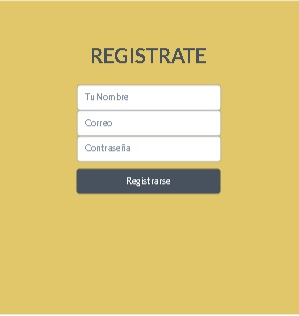 REGISTRATE
Tu Nombre
Correo
Contraseña
Registrarse